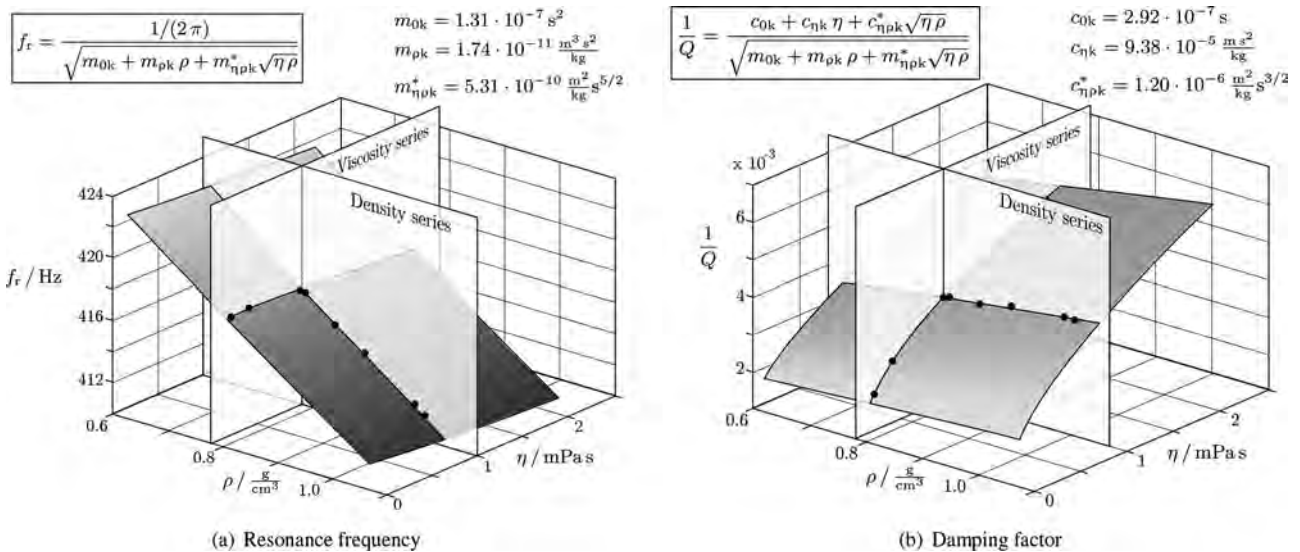 f_r = 1/(2 π) / √(m_0k + m_ρk ρ + m*_ηρk √(η ρ))
m_0k = 1.31 · 10^-7 s^2
m_ρk = 1.74 · 10^-11 m^3 s^2 / kg
m*_ηρk = 5.31 · 10^-10 m^2 / kg s^5/2
Viscosity series
Density series
424
420
416
412
f_r / Hz
0.6
0.8
1.0
ρ / g/cm^3
0
1
2
η / mPa s
(a) Resonance frequency
1/Q = (c_0k + c_ηk η + c*_ηρk √(η ρ)) / √(m_0k + m_ρk ρ + m*_ηρk √(η ρ))
c_0k = 2.92 · 10^-7 s
c_ηk = 9.38 · 10^-5 m s^2 / kg
c*_ηρk = 1.20 · 10^-6 m^2 / kg s^3/2
Viscosity series
Density series
x 10^-3
6
4
2
1/Q
0.6
0.8
1.0
ρ / g/cm^3
0
1
2
η / mPa s
(b) Damping factor